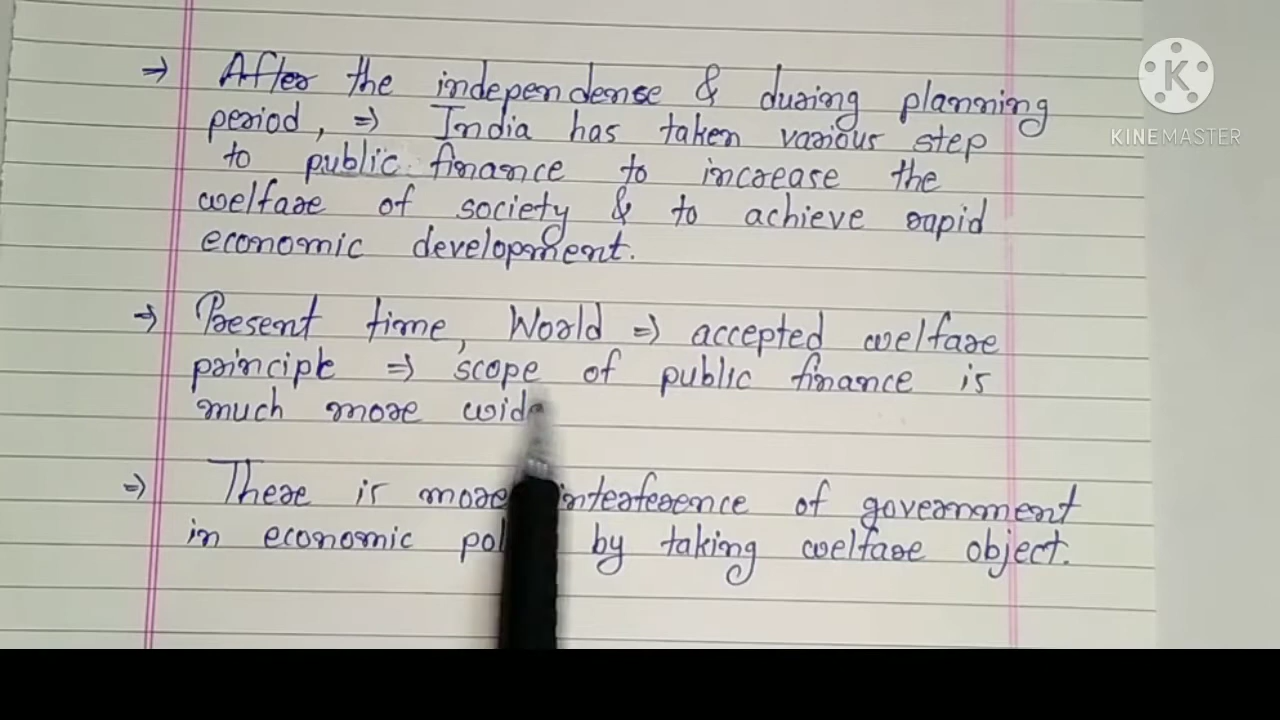 ⇒ After the independense & during planning
period, ⇒ India has taken various step
to public finance to increase the
welfare of society & to achieve rapid
economic development.
⇒ Present time, World ⇒ accepted welfare
principle ⇒ scope of public finance is
much more wide
⇒ There is more interference of government
in economic pol by taking welfare object.
K
KINEMASTER